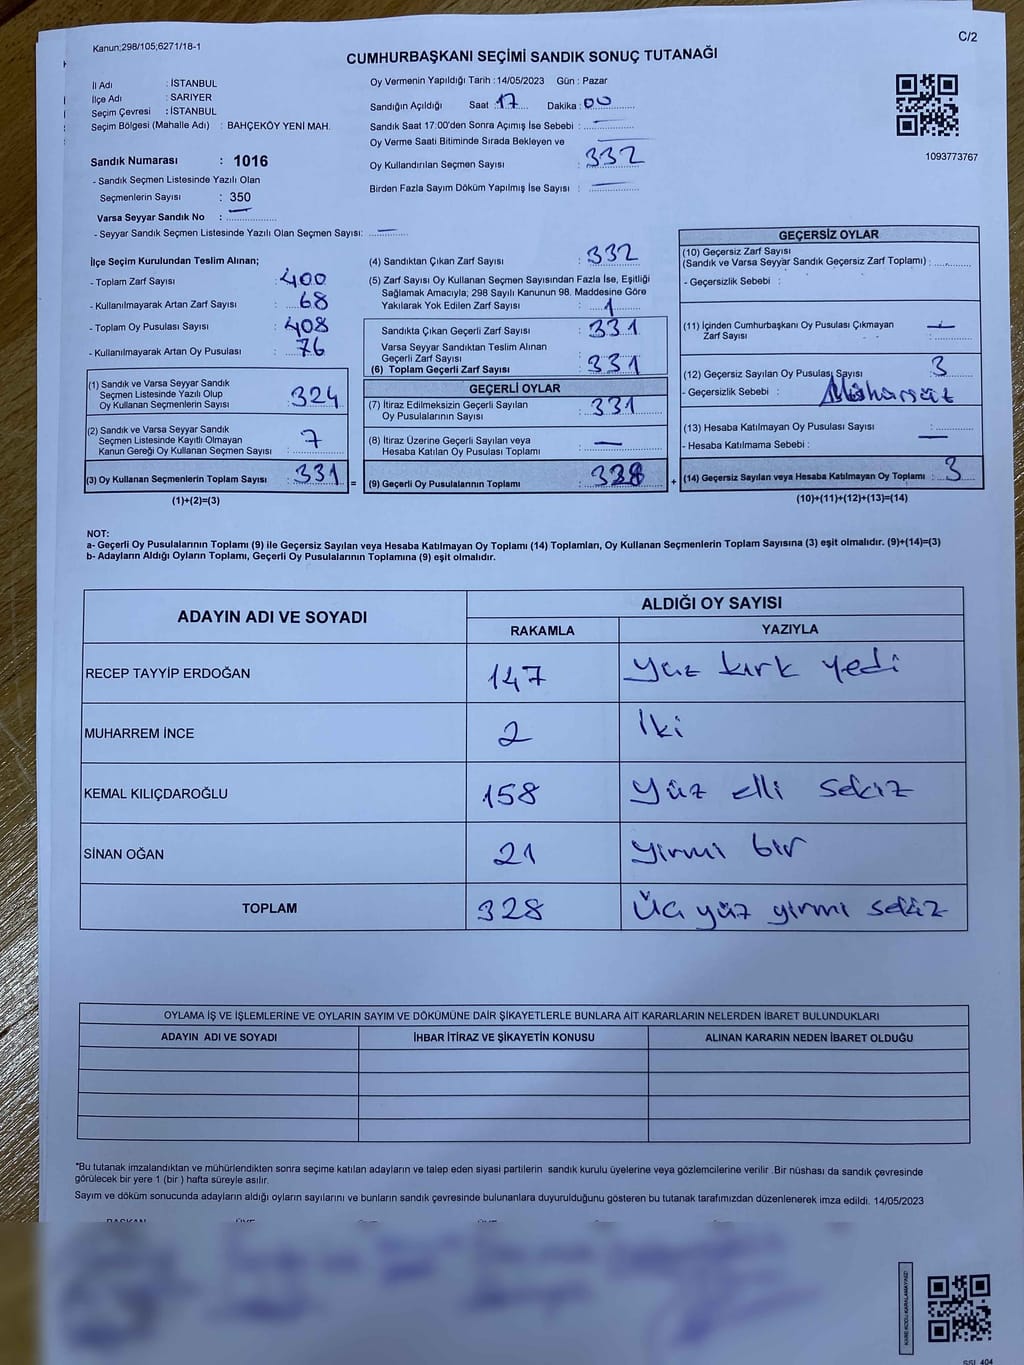 Kanun;298/105;6271/18-1
C/2
CUMHURBAŞKANI SEÇİMİ SANDIK SONUÇ TUTANAĞI
İl Adı : İSTANBUL
İlçe Adı : SARIYER
Seçim Çevresi : İSTANBUL
Seçim Bölgesi (Mahalle Adı) : BAHÇEKÖY YENİ MAH.
Oy Vermenin Yapıldığı Tarih : 14/05/2023 Gün : Pazar
Sandığın Açıldığı Saat : 17 Dakika : 00
Sandık Saat 17:00'den Sonra Açımış İse Sebebi : —
Oy Verme Saati Bitiminde Sırada Bekleyen ve —
Oy Kullandırılan Seçmen Sayısı : 332
Birden Fazla Sayım Döküm Yapılmış İse Sayısı : —
1093773767
Sandık Numarası : 1016
- Sandık Seçmen Listesinde Yazılı Olan
Seçmenlerin Sayısı : 350
Varsa Seyyar Sandık No : —
- Seyyar Sandık Seçmen Listesinde Yazılı Olan Seçmen Sayısı: —
İlçe Seçim Kurulundan Teslim Alınan;
- Toplam Zarf Sayısı : 400
- Kullanılmayarak Artan Zarf Sayısı : 68
- Toplam Oy Pusulası Sayısı : 408
- Kullanılmayarak Artan Oy Pusulası : 76
(1) Sandık ve Varsa Seyyar Sandık
Seçmen Listesinde Yazılı Olup
Oy Kullanan Seçmenlerin Sayısı : 324
(2) Sandık ve Varsa Seyyar Sandık
Seçmen Listesinde Kayıtlı Olmayan
Kanun Gereği Oy Kullanan Seçmen Sayısı : 7
(3) Oy Kullanan Seçmenlerin Toplam Sayısı : 331
(1)+(2)=(3)
=
(4) Sandıktan Çıkan Zarf Sayısı : 332
(5) Zarf Sayısı Oy Kullanan Seçmen Sayısından Fazla İse, Eşitliği
Sağlamak Amacıyla; 298 Sayılı Kanunun 98. Maddesine Göre
Yakılarak Yok Edilen Zarf Sayısı : 1
Sandıkta Çıkan Geçerli Zarf Sayısı : 331
Varsa Seyyar Sandıktan Teslim Alınan
Geçerli Zarf Sayısı
(6) Toplam Geçerli Zarf Sayısı : 331
GEÇERLİ OYLAR
(7) İtiraz Edilmeksizin Geçerli Sayılan
Oy Pusulalarının Sayısı : 331
(8) İtiraz Üzerine Geçerli Sayılan veya
Hesaba Katılan Oy Pusulası Toplamı : —
(9) Geçerli Oy Pusulalarının Toplamı : 328
+
GEÇERSİZ OYLAR
(10) Geçersiz Zarf Sayısı
(Sandık ve Varsa Seyyar Sandık Geçersiz Zarf Toplamı) :
- Geçersizlik Sebebi :
(11) İçinden Cumhurbaşkanı Oy Pusulası Çıkmayan
Zarf Sayısı : —
(12) Geçersiz Sayılan Oy Pusulası Sayısı : 3
- Geçersizlik Sebebi :
(13) Hesaba Katılmayan Oy Pusulası Sayısı :
- Hesaba Katılmama Sebebi : —
(14) Geçersiz Sayılan veya Hesaba Katılmayan Oy Toplamı : 3
(10)+(11)+(12)+(13)=(14)
NOT:
a- Geçerli Oy Pusulalarının Toplamı (9) ile Geçersiz Sayılan veya Hesaba Katılmayan Oy Toplamı (14) Toplamları, Oy Kullanan Seçmenlerin Toplam Sayısına (3) eşit olmalıdır. (9)+(14)=(3)
b- Adayların Aldığı Oyların Toplamı, Geçerli Oy Pusulalarının Toplamına (9) eşit olmalıdır.
ADAYIN ADI VE SOYADI
ALDIĞI OY SAYISI
RAKAMLA YAZIYLA
RECEP TAYYİP ERDOĞAN 147 yüz kırk yedi
MUHARREM İNCE 2 İki
KEMAL KILIÇDAROĞLU 158 yüz elli sekiz
SİNAN OĞAN 21 yirmi bir
TOPLAM 328 Üç yüz yirmi sekiz
OYLAMA İŞ VE İŞLEMLERİNE VE OYLARIN SAYIM VE DÖKÜMÜNE DAİR ŞİKAYETLERLE BUNLARA AİT KARARLARIN NELERDEN İBARET BULUNDUKLARI
ADAYIN ADI VE SOYADI İHBAR İTİRAZ VE ŞİKAYETİN KONUSU ALINAN KARARIN NEDEN İBARET OLDUĞU
"Bu tutanak imzalandıktan ve mühürlendikten sonra seçime katılan adayların ve talep eden siyasi partilerin sandık kurulu üyelerine veya gözlemcilerine verilir .Bir nüshası da sandık çevresinde
görülecek bir yere 1 (bir ) hafta süreyle asılır.
Sayım ve döküm sonucunda adayların aldığı oyların sayılarını ve bunların sandık çevresinde bulunanlara duyurulduğunu gösteren bu tutanak tarafımızdan düzenlenerek imza edildi. 14/05/2023